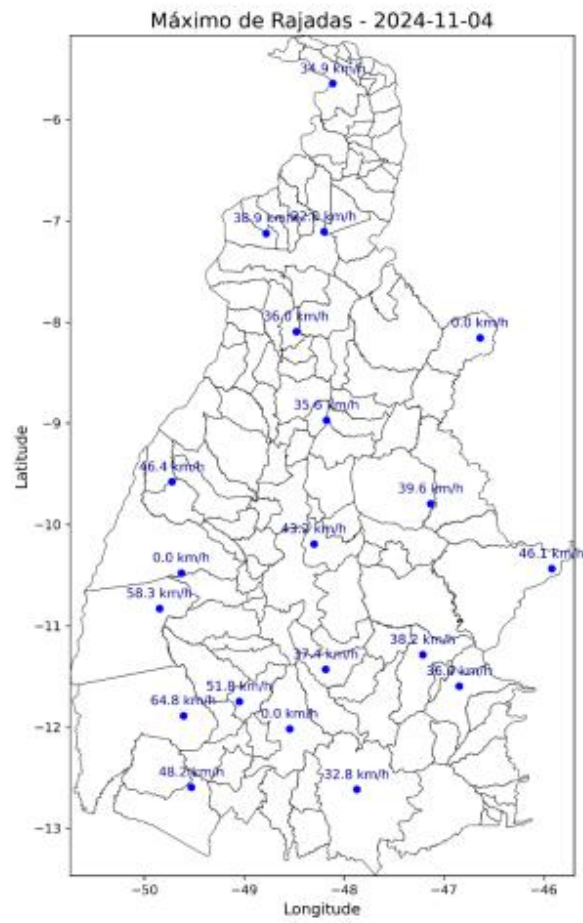 Máximo de Rajadas - 2024-11-04
34.9 km/h
38.9 km/h
36.0 km/h
0.0 km/h
35.6 km/h
46.4 km/h
39.6 km/h
43.2 km/h
0.0 km/h
46.1 km/h
58.3 km/h
38.2 km/h
37.4 km/h
51.8 km/h
64.8 km/h
0.0 km/h
48.2 km/h
32.8 km/h
−6
−7
−8
−9
−10
−11
−12
−13
Latitude
−50
−49
−48
−47
−46
Longitude